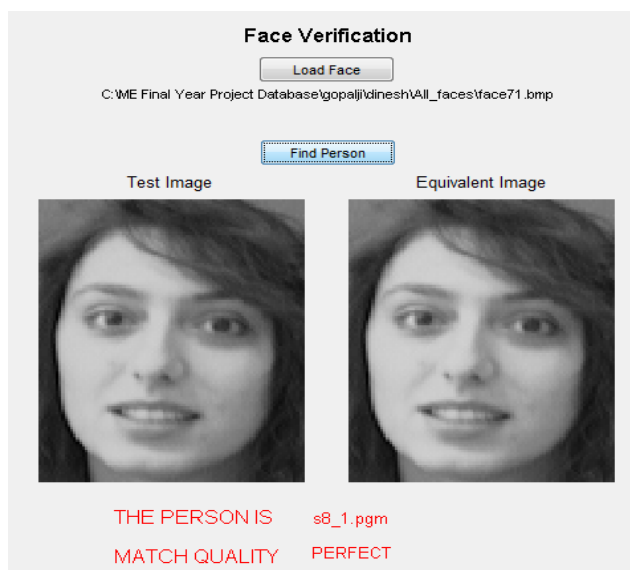 Face Verification
Load Face
C:\ME Final Year Project Database\gopalji\dinesh\All_faces\face71.bmp
Find Person
Test Image Equivalent Image
THE PERSON IS s8_1.pgm
MATCH QUALITY PERFECT